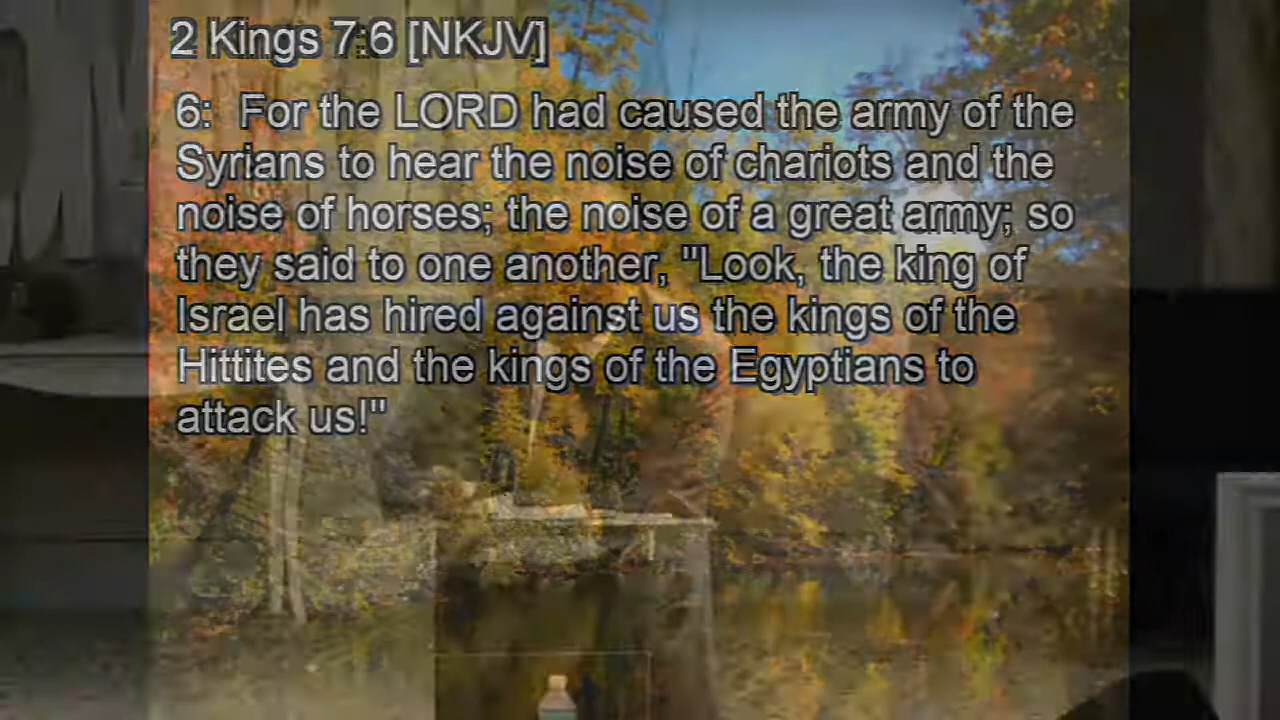 2 Kings 7:6 [NKJV]
6: For the LORD had caused the army of the
Syrians to hear the noise of chariots and the
noise of horses; the noise of a great army; so
they said to one another, "Look, the king of
Israel has hired against us the kings of the
Hittites and the kings of the Egyptians to
attack us!"